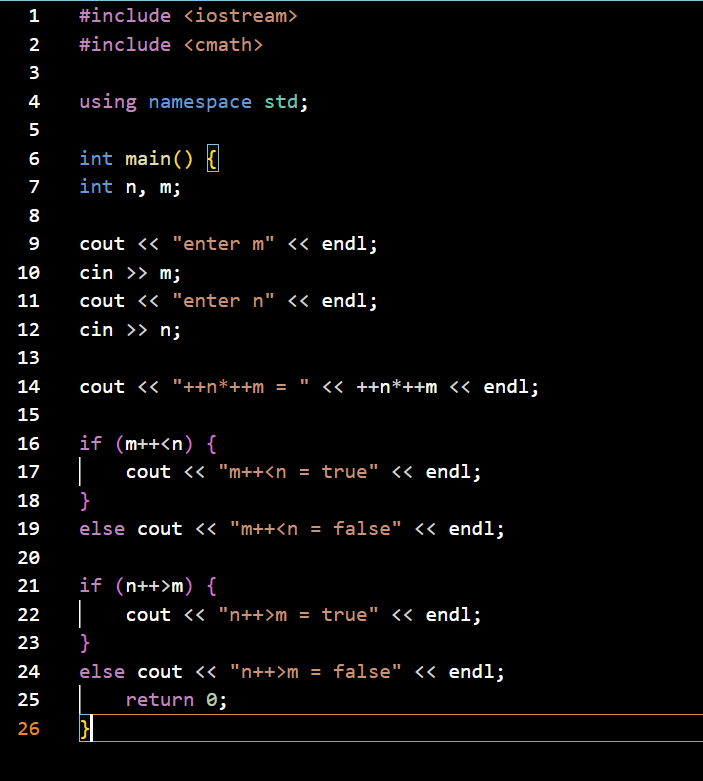 1 #include <iostream>
2 #include <cmath>
3
4 using namespace std;
5
6 int main() {
7 int n, m;
8
9 cout << "enter m" << endl;
10 cin >> m;
11 cout << "enter n" << endl;
12 cin >> n;
13
14 cout << "++n*++m = " << ++n*++m << endl;
15
16 if (m++<n) {
17     cout << "m++<n = true" << endl;
18 }
19 else cout << "m++<n = false" << endl;
20
21 if (n++>m) {
22     cout << "n++>m = true" << endl;
23 }
24 else cout << "n++>m = false" << endl;
25     return 0;
26 }